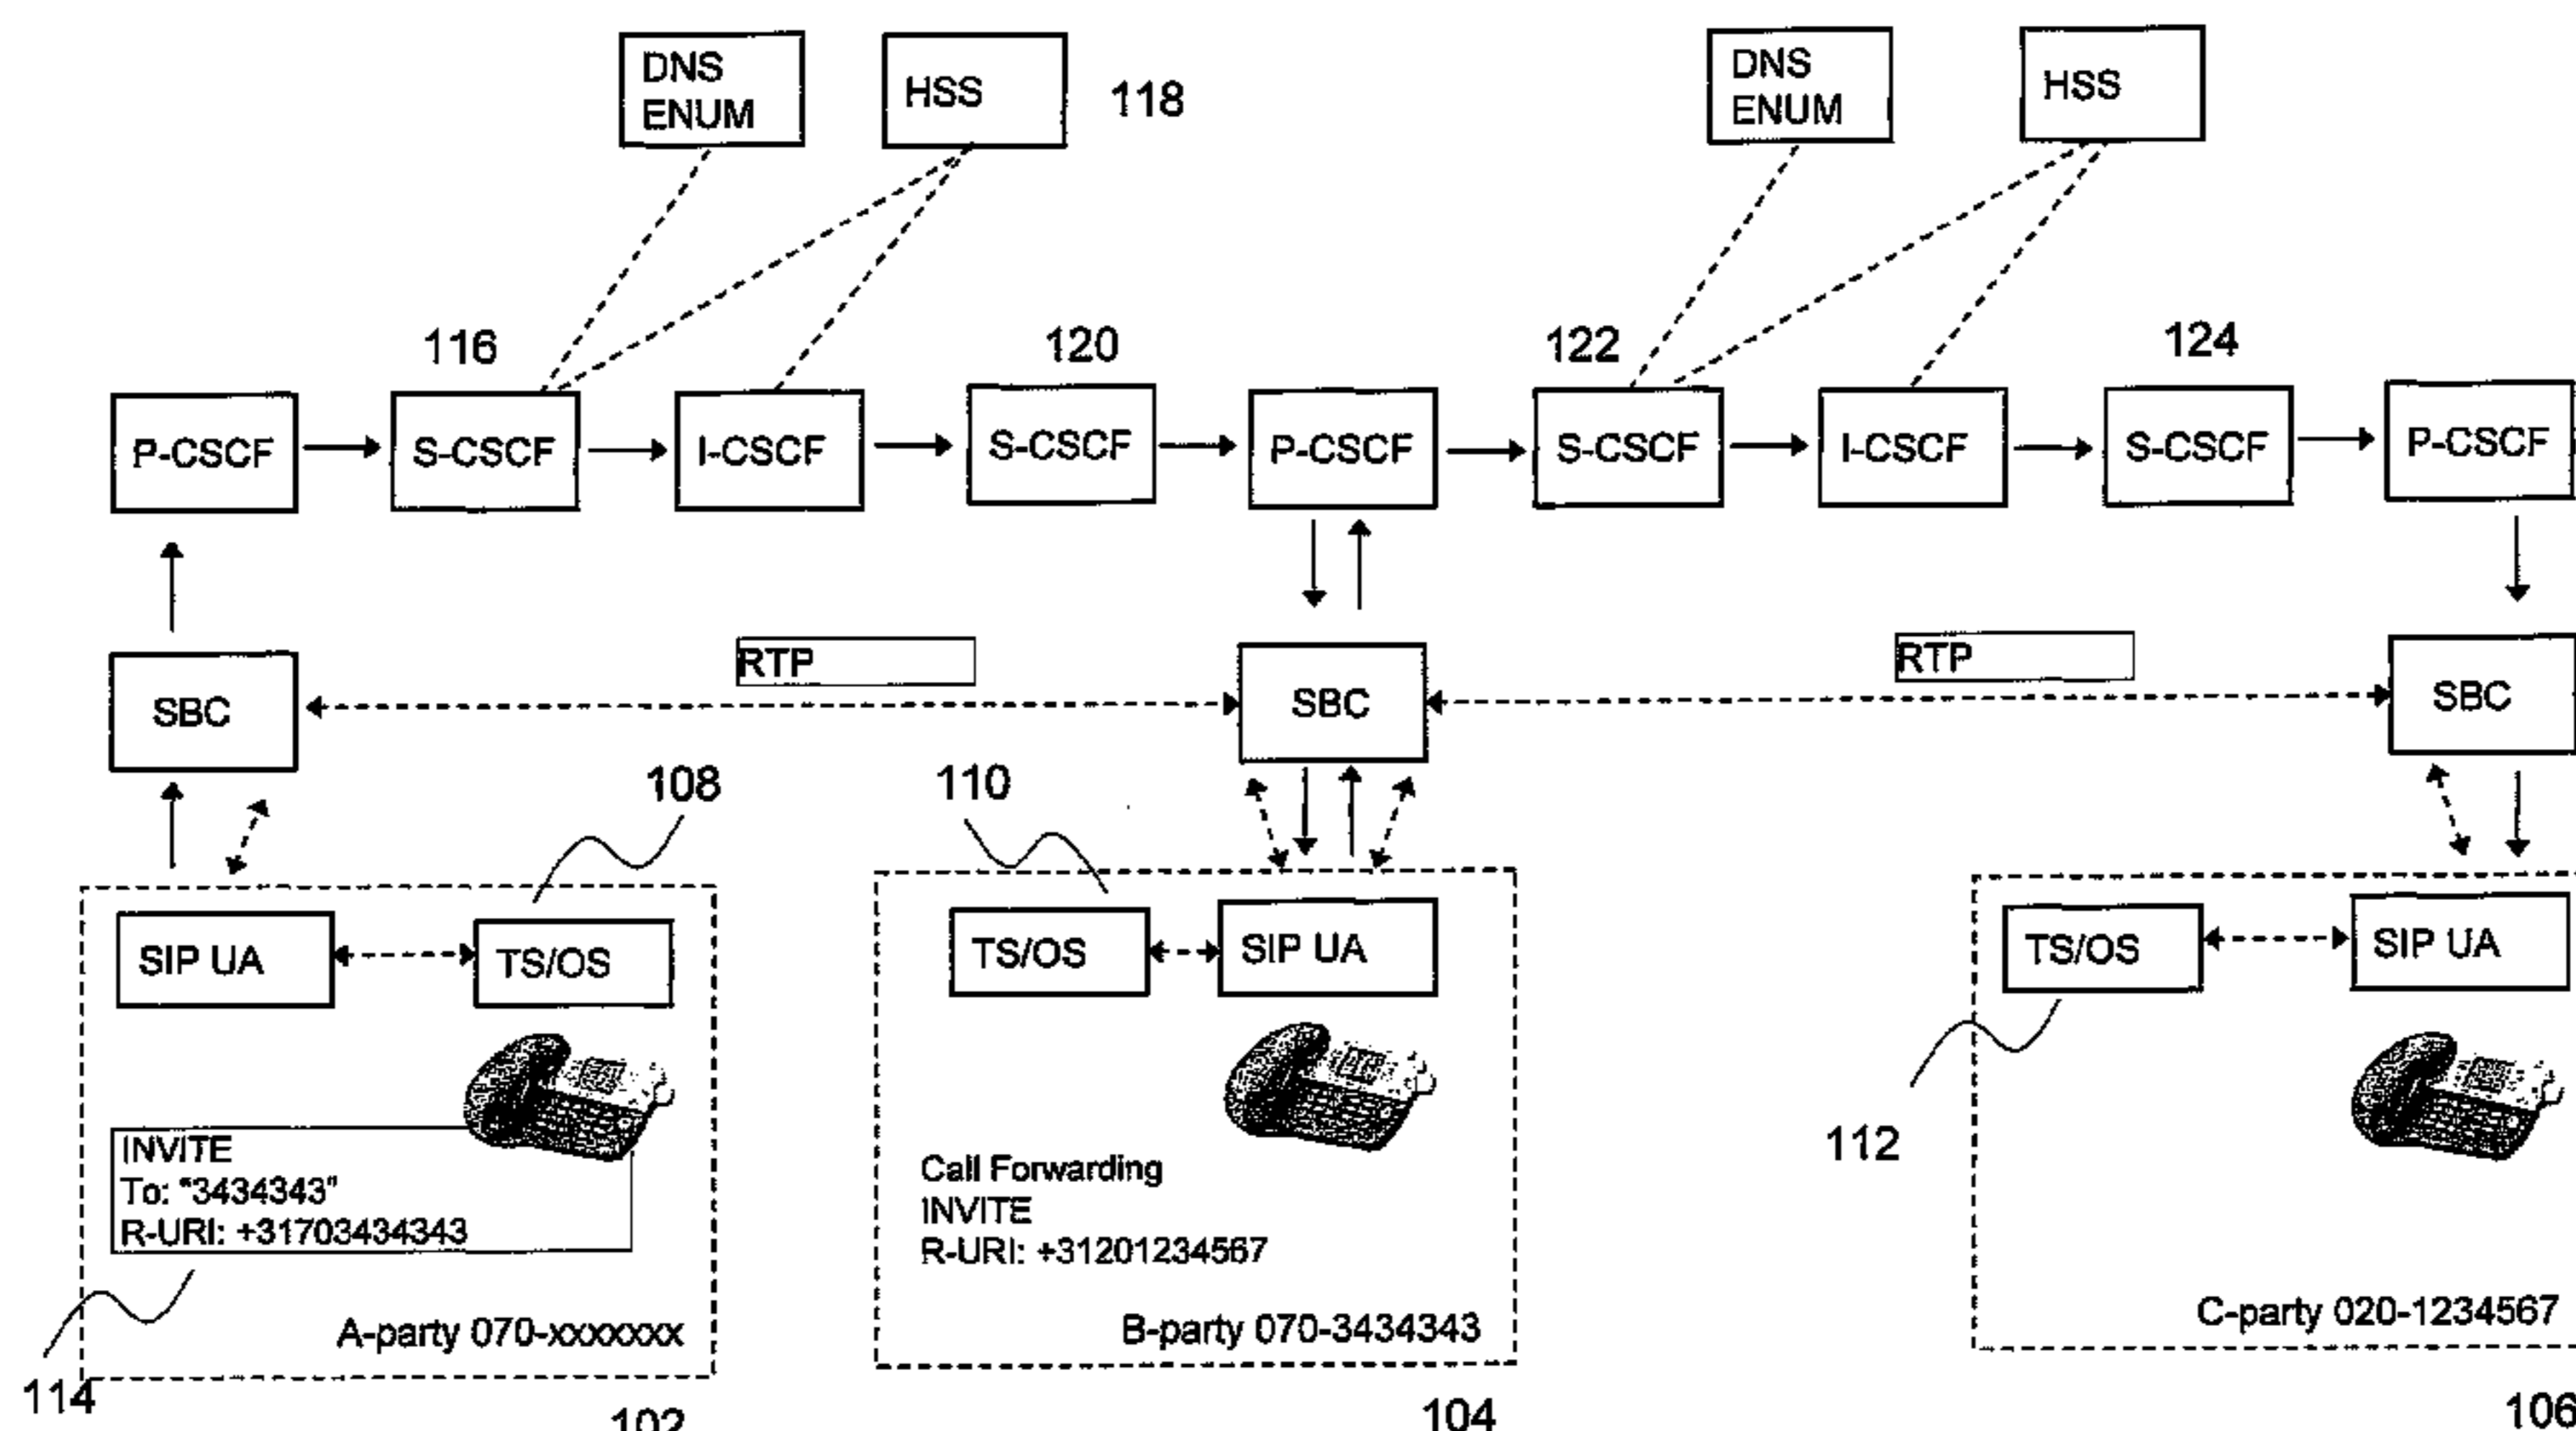 DNS
ENUM
HSS
118
DNS
ENUM
HSS
116
120
122
124
P-CSCF
S-CSCF
I-CSCF
S-CSCF
P-CSCF
S-CSCF
I-CSCF
S-CSCF
P-CSCF
RTP
RTP
SBC
SBC
SBC
108
110
SIP UA
TS/OS
TS/OS
SIP UA
TS/OS
SIP UA
112
INVITE
To: "3434343"
R-URI: +31703434343
Call Forwarding
INVITE
R-URI: +31201234567
A-party 070-xxxxxxx
B-party 070-3434343
C-party 020-1234567
114
102
104
106